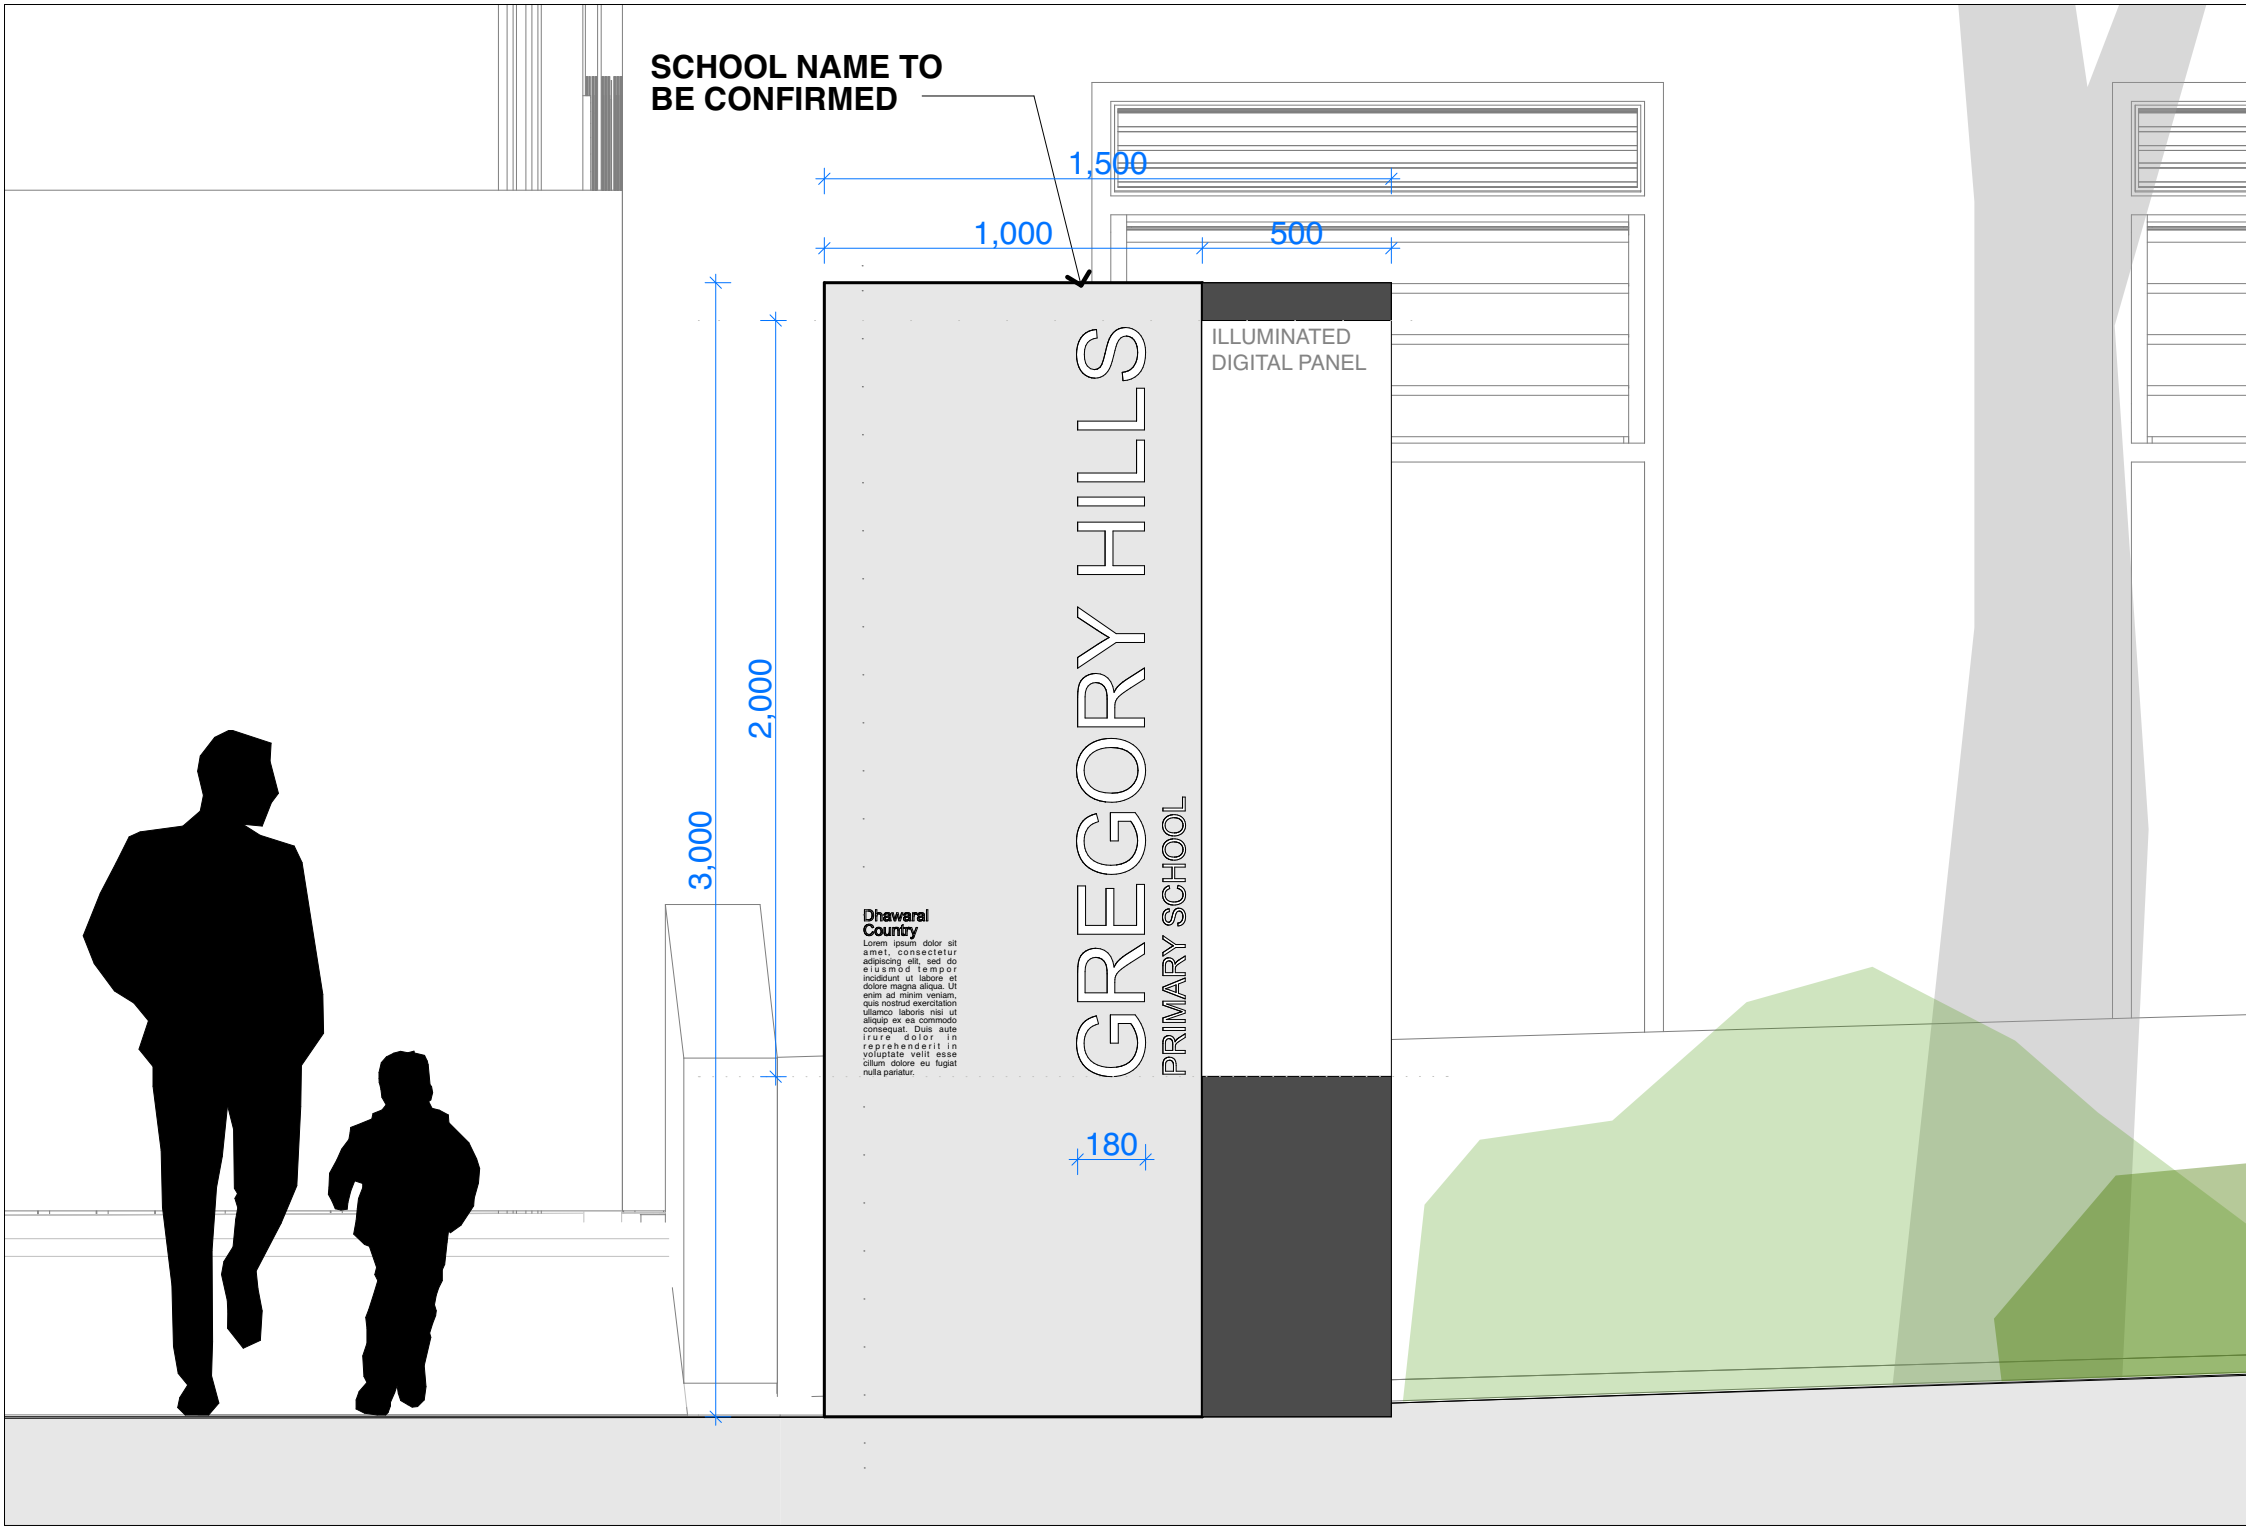 SCHOOL NAME TO
BE CONFIRMED
1,500
1,000
500
ILLUMINATED
DIGITAL PANEL
2,000
3,000
GREGORY HILLS
PRIMARY SCHOOL
Dhawaral
Country
Lorem ipsum dolor sit
amet, consectetur
adipiscing elit, sed do
eiusmod tempor
incididunt ut labore et
dolore magna aliqua. Ut
enim ad minim veniam,
quis nostrud exercitation
ullamco laboris nisi ut
aliquip ex ea commodo
consequat. Duis aute
irure dolor in
reprehenderit in
voluptate velit esse
cillum dolore eu fugiat
nulla pariatur.
180